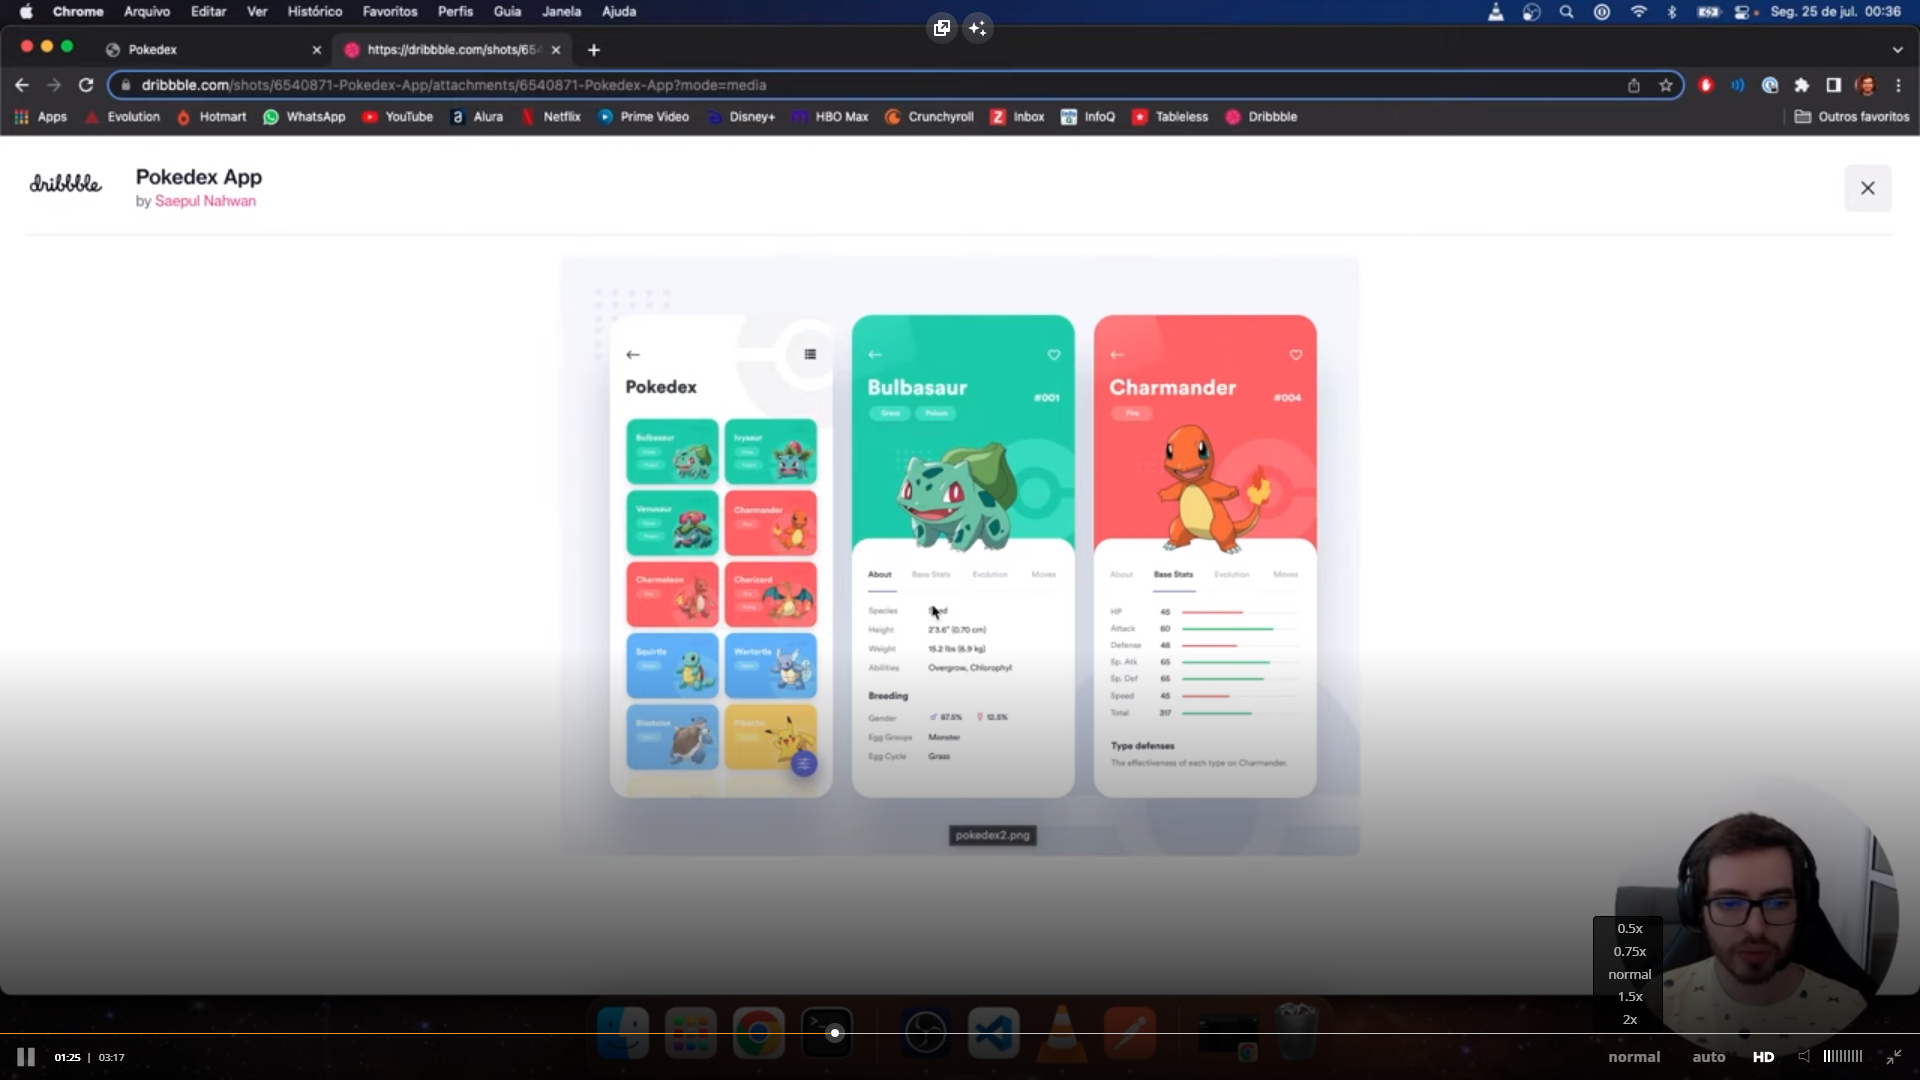 Chrome Arquivo Editar Ver Histórico Favoritos Perfis Guia Janela Ajuda Seg. 25 de jul. 00:36
Pokedex https://dribbble.com/shots/65
dribbble.com/shots/6540871-Pokedex-App/attachments/6540871-Pokedex-App?mode=media
Apps Evolution Hotmart WhatsApp YouTube Alura Netflix Prime Video Disney+ HBO Max Crunchyroll Inbox InfoQ Tableless Dribbble Outros favoritos
dribbble
Pokedex App
by Saepul Nahwan
Pokedex
Bulbasaur Ivysaur
Venusaur Charmander
Charmeleon Charizard
Squirtle Wartortle
Blastoise Pikachu
Bulbasaur
#001
Grass Poison
About Base Stats Evolution Moves
Species
Height 2'3.6" (0.70 cm)
Weight 15.2 lbs (6.9 kg)
Abilities Overgrow, Chlorophyl
Breeding
Gender 87.5% 12.5%
Egg Groups Monster
Egg Cycle Grass
Charmander
#004
Fire
About Base Stats Evolution Moves
HP 45
Attack 60
Defense 48
Sp. Atk 65
Sp. Def 65
Speed 45
Total 317
Type defenses
The effectiveness of each type on Charmander.
pokedex2.png
0.5x
0.75x
normal
1.5x
2x
01:25 | 03:17 normal auto HD